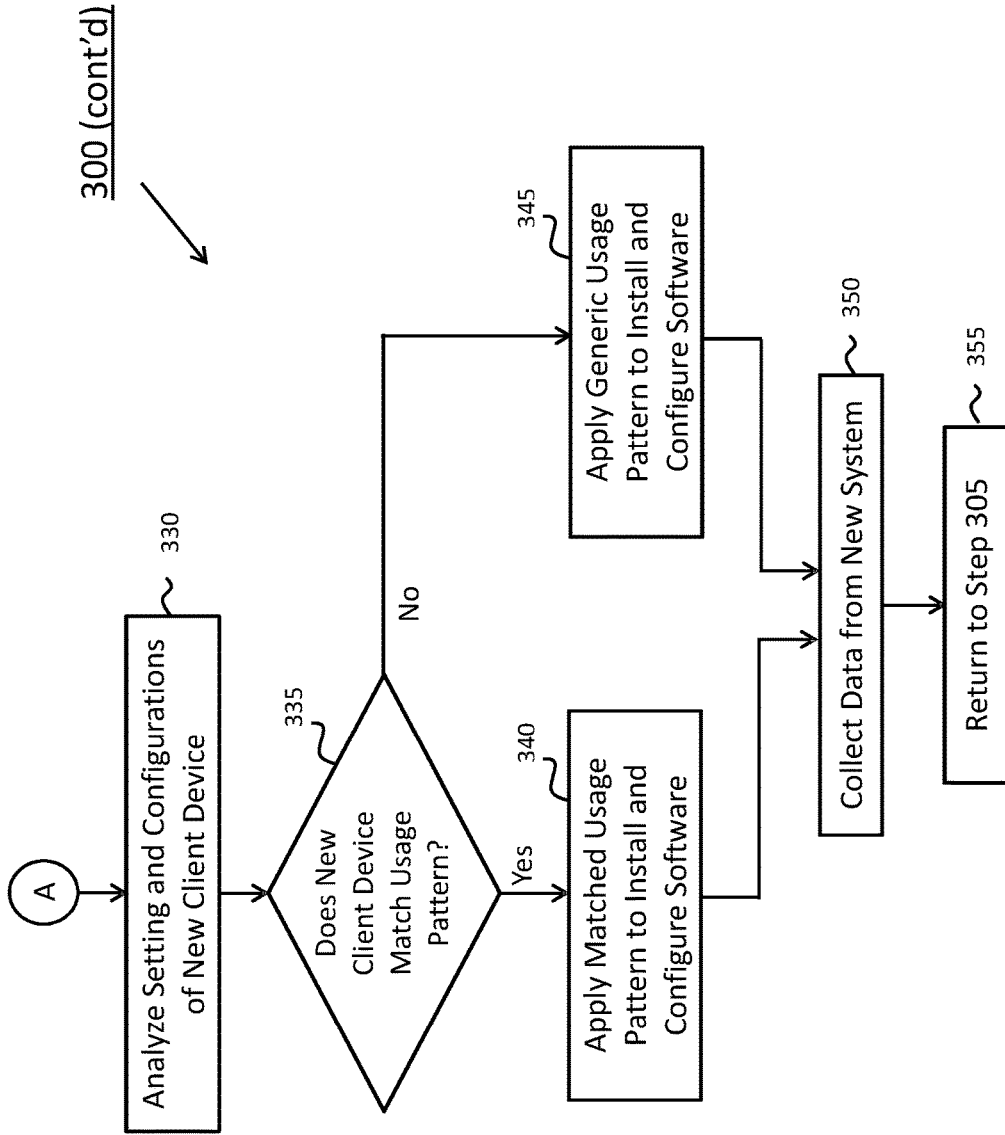 300 (cont'd)
A
330
Analyze Setting and Configurations
of New Client Device
335
Does New
Client Device
Match Usage
Pattern?
No
Yes
340
Apply Matched Usage
Pattern to Install and
Configure Software
345
Apply Generic Usage
Pattern to Install and
Configure Software
350
Collect Data from New System
355
Return to Step 305